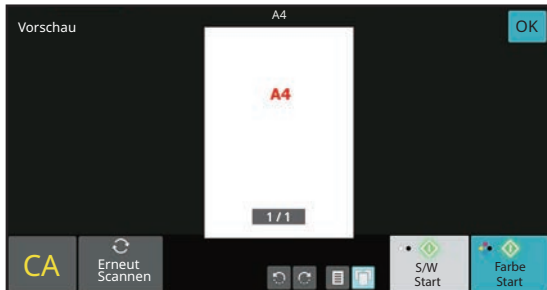 A4
Vorschau
OK
A4
1 / 1
CA
Erneut
Scannen
S/W
Start
Farbe
Start